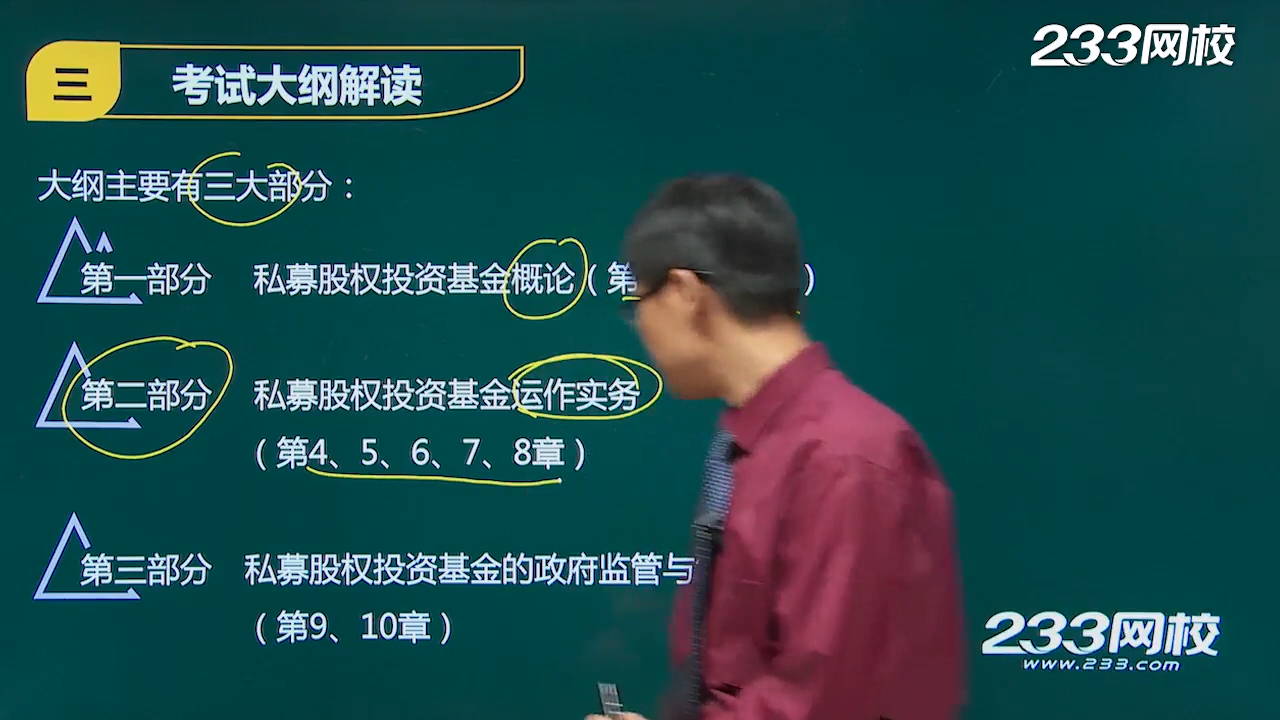 233网校
三 考试大纲解读
大纲主要有三大部分：
第一部分 私募股权投资基金概论（第 ）
第二部分 私募股权投资基金运作实务
（第4、5、6、7、8章）
第三部分 私募股权投资基金的政府监管与
（第9、10章）
233网校
www.233.com